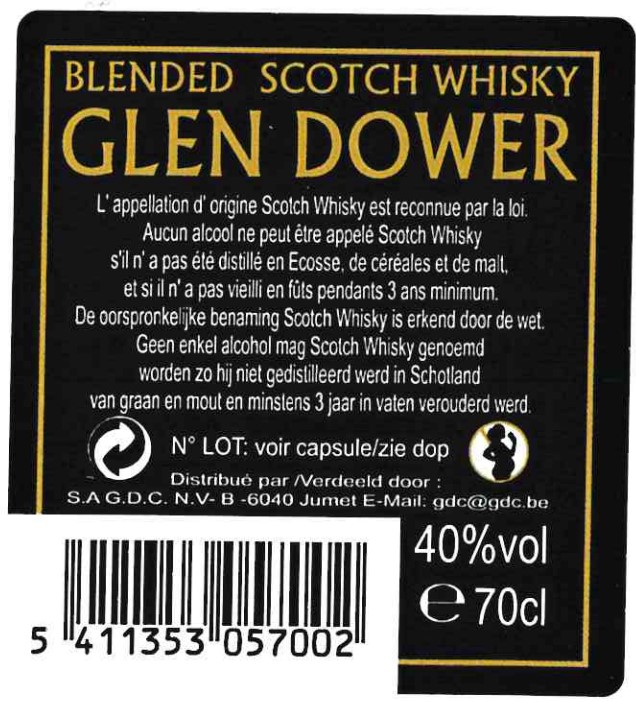 BLENDED SCOTCH WHISKY
GLEN DOWER
L' appellation d' origine Scotch Whisky est reconnue par la loi.
Aucun alcool ne peut être appelé Scotch Whisky
s'il n' a pas été distillé en Ecosse, de céréales et de malt,
et si il n' a pas vieilli en fûts pendants 3 ans minimum.
De oorspronkelijke benaming Scotch Whisky is erkend door de wet.
Geen enkel alcohol mag Scotch Whisky genoemd
worden zo hij niet gedistilleerd werd in Schotland
van graan en mout en minstens 3 jaar in vaten verouderd werd.
N° LOT: voir capsule/zie dop
Distribué par /Verdeeld door :
S.A G.D.C. N.V- B -6040 Jumet E-Mail: gdc@gdc.be
40%vol
℮ 70cl
5 411353 057002